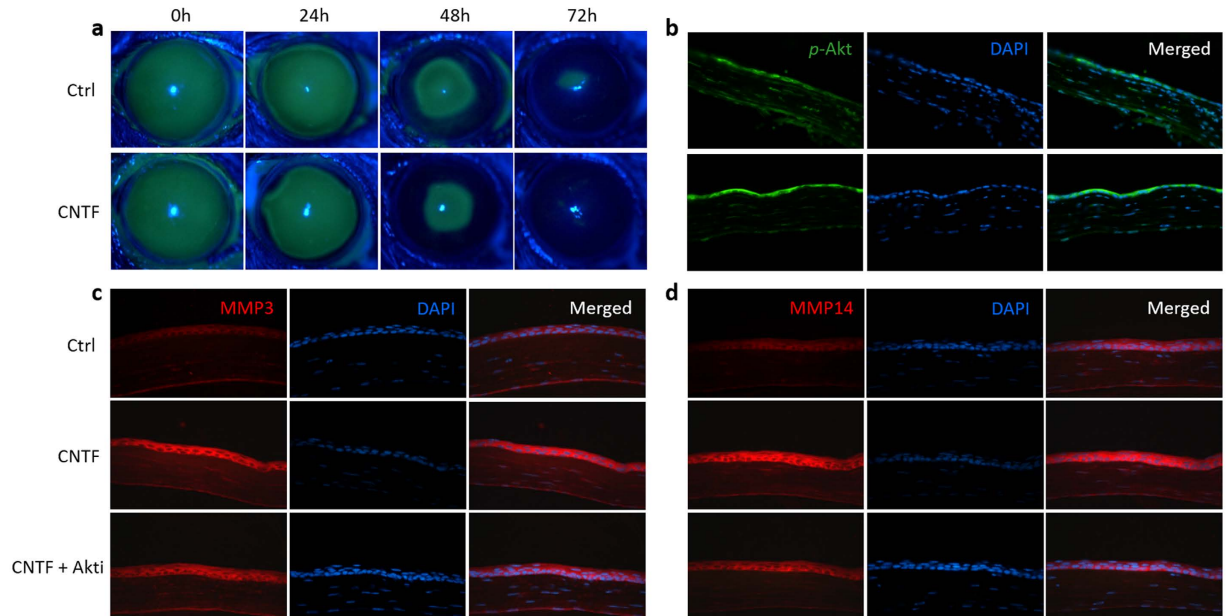 a 0h 24h 48h 72h
Ctrl
CNTF
b p-Akt DAPI Merged
c MMP3 DAPI Merged
Ctrl
CNTF
CNTF + Akti
d MMP14 DAPI Merged